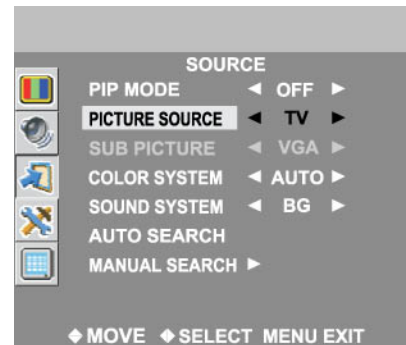 SOURCE
PIP MODE ◄ OFF ►
PICTURE SOURCE ◄ TV ►
SUB PICTURE ◄ VGA ►
COLOR SYSTEM ◄ AUTO ►
SOUND SYSTEM ◄ BG ►
AUTO SEARCH
MANUAL SEARCH ►
◆ MOVE ◆ SELECT MENU EXIT